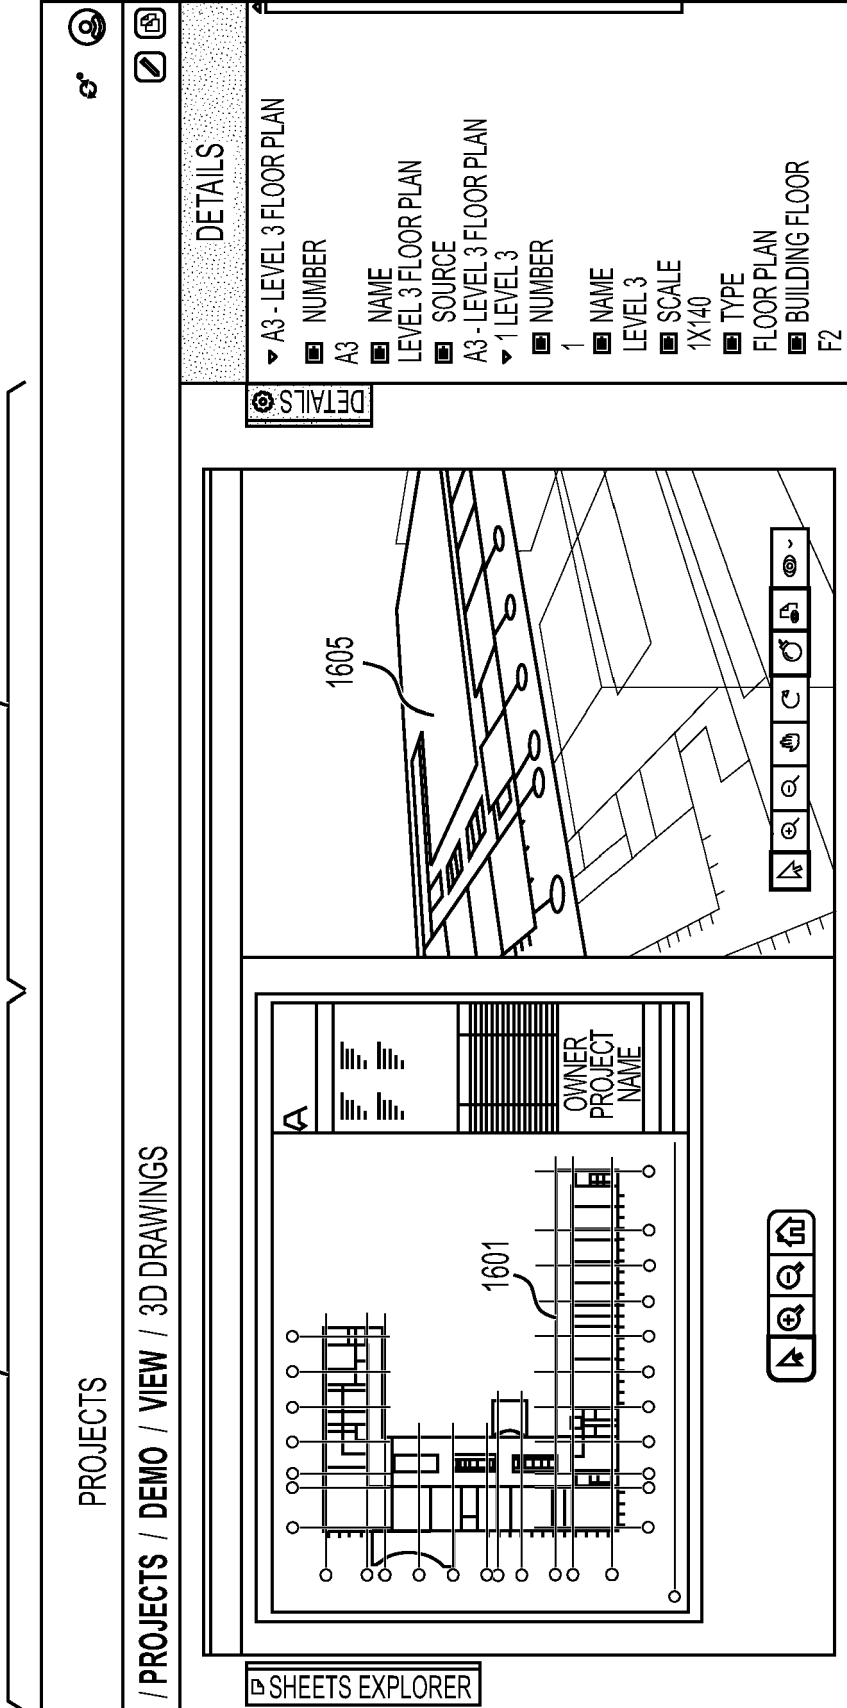 PROJECTS
/ PROJECTS / DEMO / VIEW / 3D DRAWINGS
SHEETS EXPLORER
A
OWNER
PROJECT
NAME
1601
1605
DETAILS
DETAILS
A3 - LEVEL 3 FLOOR PLAN
NUMBER
A3
NAME
LEVEL 3 FLOOR PLAN
SOURCE
A3 - LEVEL 3 FLOOR PLAN
1 LEVEL 3
NUMBER
1
NAME
LEVEL 3
SCALE
1X140
TYPE
FLOOR PLAN
BUILDING FLOOR
F2